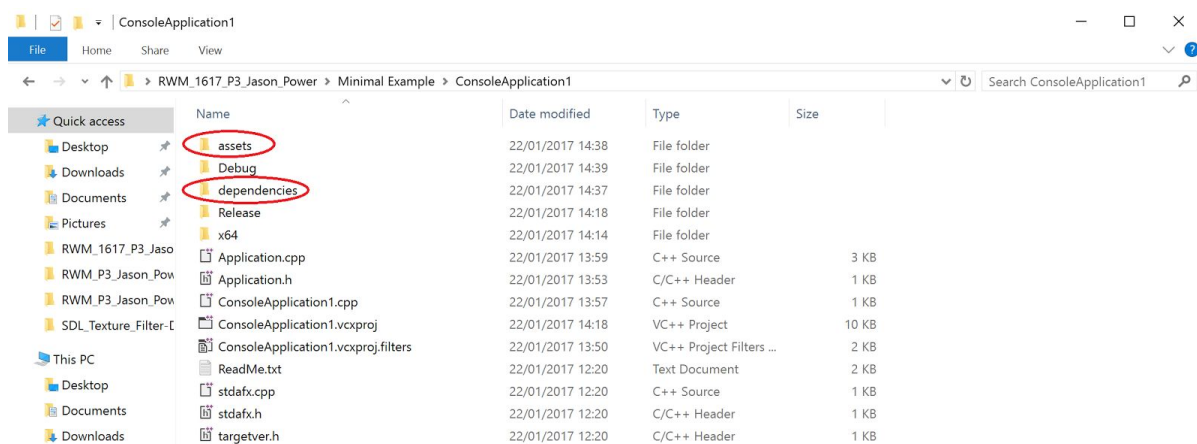 ConsoleApplication1
File Home Share View
RWM_1617_P3_Jason_Power > Minimal Example > ConsoleApplication1
Search ConsoleApplication1
Quick access
Desktop
Downloads
Documents
Pictures
RWM_1617_P3_Jaso
RWM_P3_Jason_Pow
RWM_P3_Jason_Pow
SDL_Texture_Filter-D
This PC
Desktop
Documents
Downloads
Name Date modified Type Size
assets 22/01/2017 14:38 File folder
Debug 22/01/2017 14:39 File folder
dependencies 22/01/2017 14:37 File folder
Release 22/01/2017 14:18 File folder
x64 22/01/2017 14:14 File folder
Application.cpp 22/01/2017 13:59 C++ Source 3 KB
Application.h 22/01/2017 13:53 C/C++ Header 1 KB
ConsoleApplication1.cpp 22/01/2017 13:57 C++ Source 1 KB
ConsoleApplication1.vcxproj 22/01/2017 14:18 VC++ Project 10 KB
ConsoleApplication1.vcxproj.filters 22/01/2017 13:50 VC++ Project Filters ... 2 KB
ReadMe.txt 22/01/2017 12:20 Text Document 2 KB
stdafx.cpp 22/01/2017 12:20 C++ Source 1 KB
stdafx.h 22/01/2017 12:20 C/C++ Header 1 KB
targetver.h 22/01/2017 12:20 C/C++ Header 1 KB